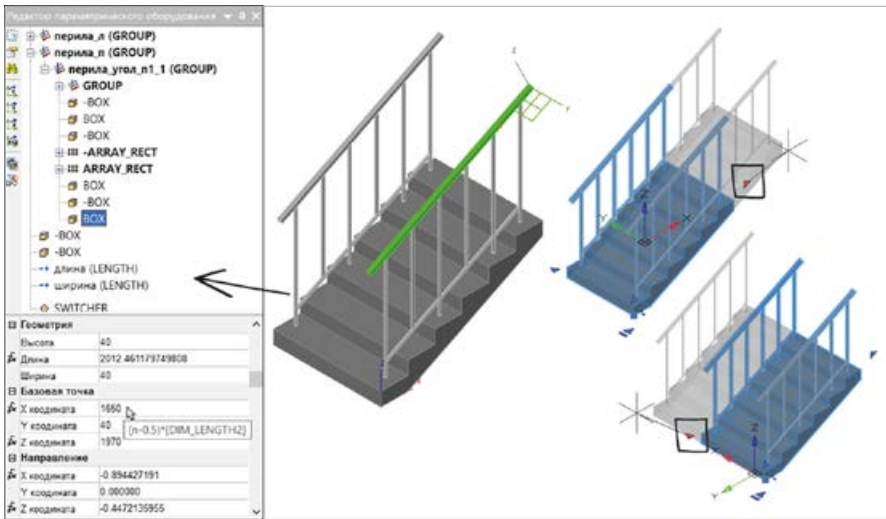 Редактор параметрического оборудования
перила_л (GROUP)
перила_п (GROUP)
перила_угол_п1_1 (GROUP)
GROUP
-BOX
BOX
-BOX
-ARRAY_RECT
ARRAY_RECT
BOX
-BOX
BOX
-BOX
-BOX
длина (LENGTH)
ширина (LENGTH)
SWITCHER
Геометрия
Высота 40
Длина 2012.461179749808
Ширина 40
Базовая точка
X координата 1650
Y координата 40
(n-0.5)*[DIM_LENGTH2]
Z координата 1970
Направление
X координата -0.894427191
Y координата 0.000000
Z координата -0.4472135955
Z
Y
Z
Y
X
Z
Y